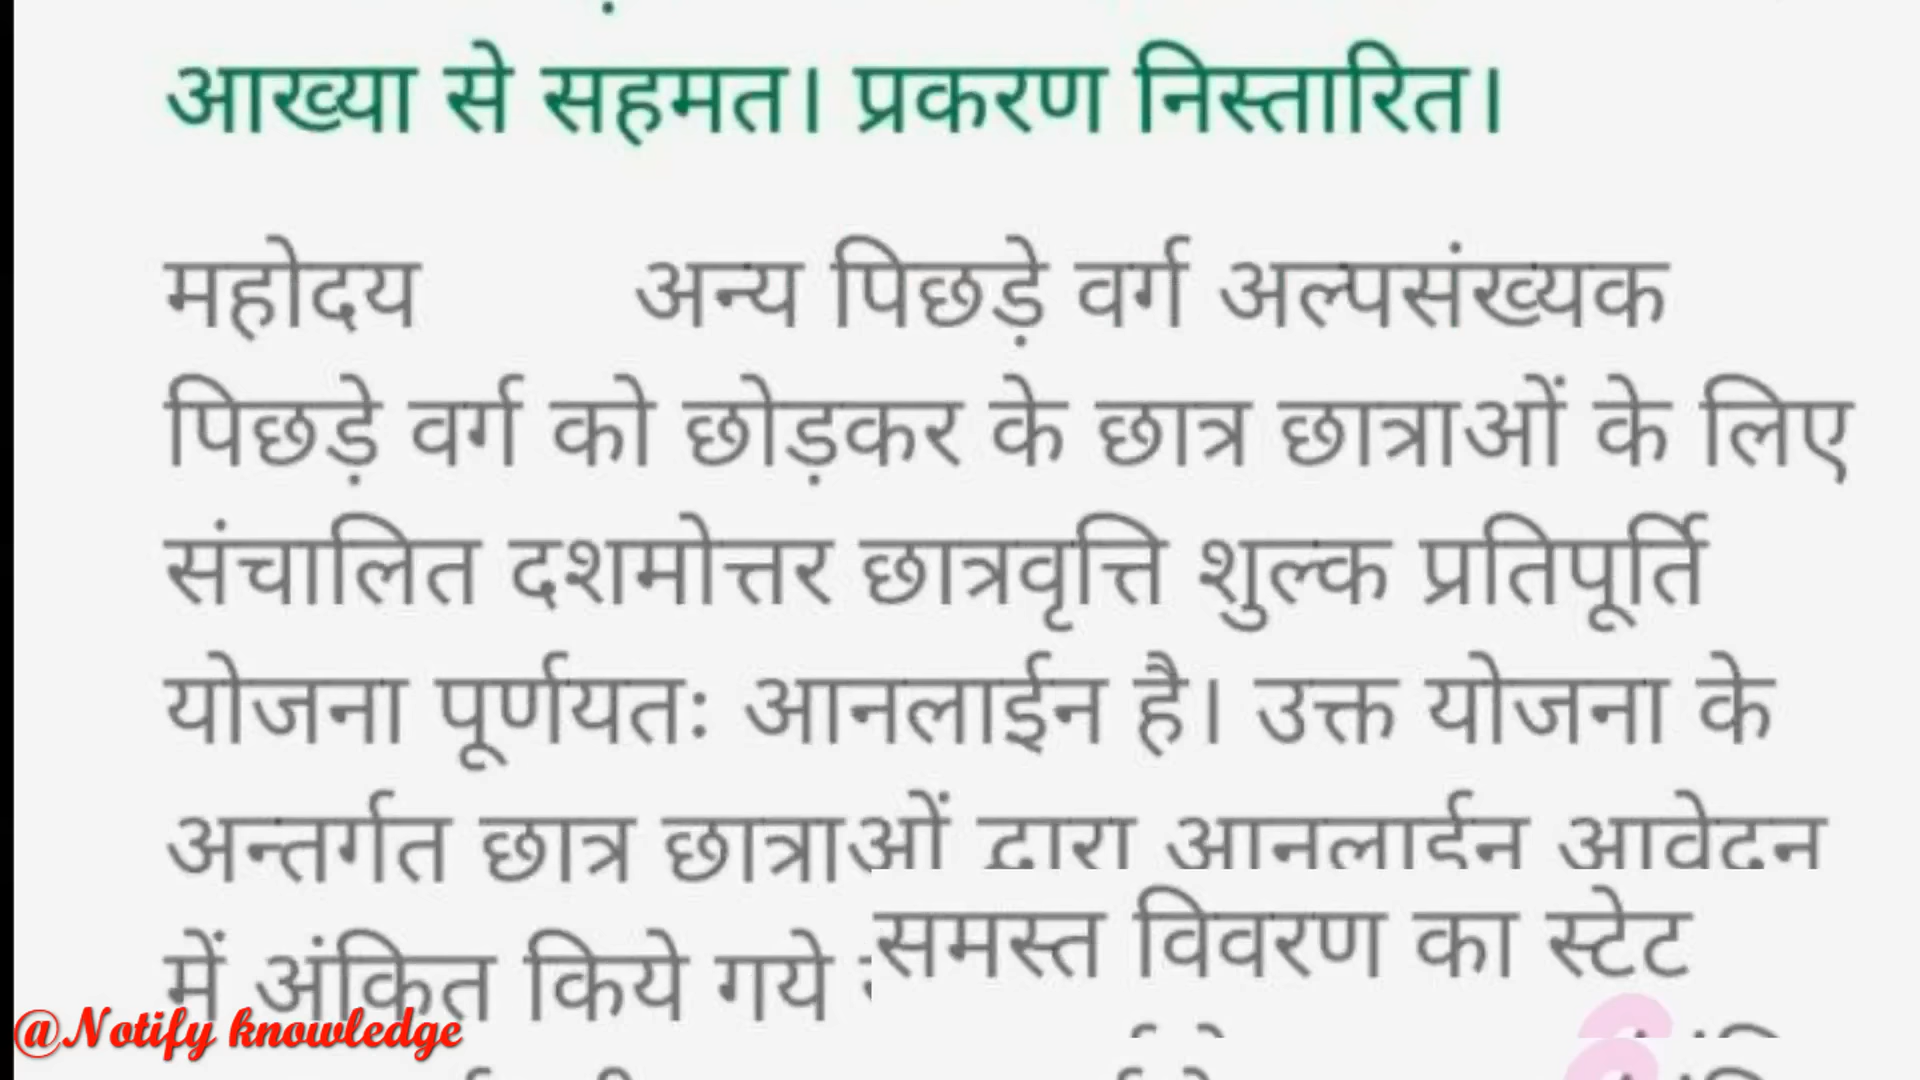 आख्या से सहमत। प्रकरण निस्तारित।
महोदय अन्य पिछड़े वर्ग अल्पसंख्यक
पिछड़े वर्ग को छोड़कर के छात्र छात्राओं के लिए
संचालित दशमोत्तर छात्रवृत्ति शुल्क प्रतिपूर्ति
योजना पूर्णयतः आनलाईन है। उक्त योजना के
अन्तर्गत छात्र छात्राओं द्वारा आनलाईन आवेदन
में अंकित किये गये समस्त विवरण का स्टेट
@Notify knowledge